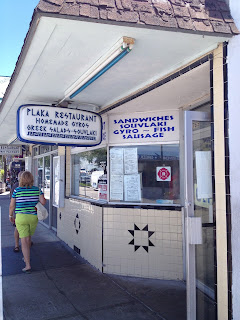 PLAKA RESTAURANT
HOMEMADE GYROS
GREEK SALADS-SOUVLAKI
SANDWICHES
SOUVLAKI
GYRO ~ FISH
SAUSAGE